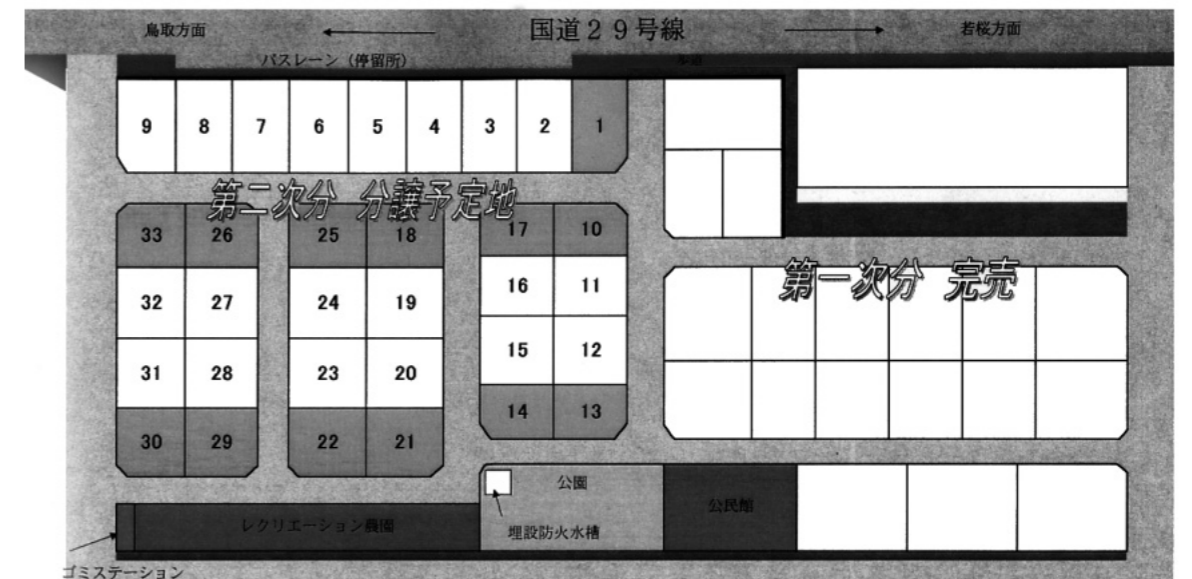 鳥取方面
国道29号線
若桜方面
バスレーン(停留所)
歩道
9 8 7 6 5 4 3 2 1
第二次分 分譲予定地
33 26 25 18 17 10
32 27 24 19 16 11
31 28 23 20 15 12
30 29 22 21 14 13
第一次分 完売
公園
公民館
レクリエーション農園
埋設防火水槽
ゴミステーション